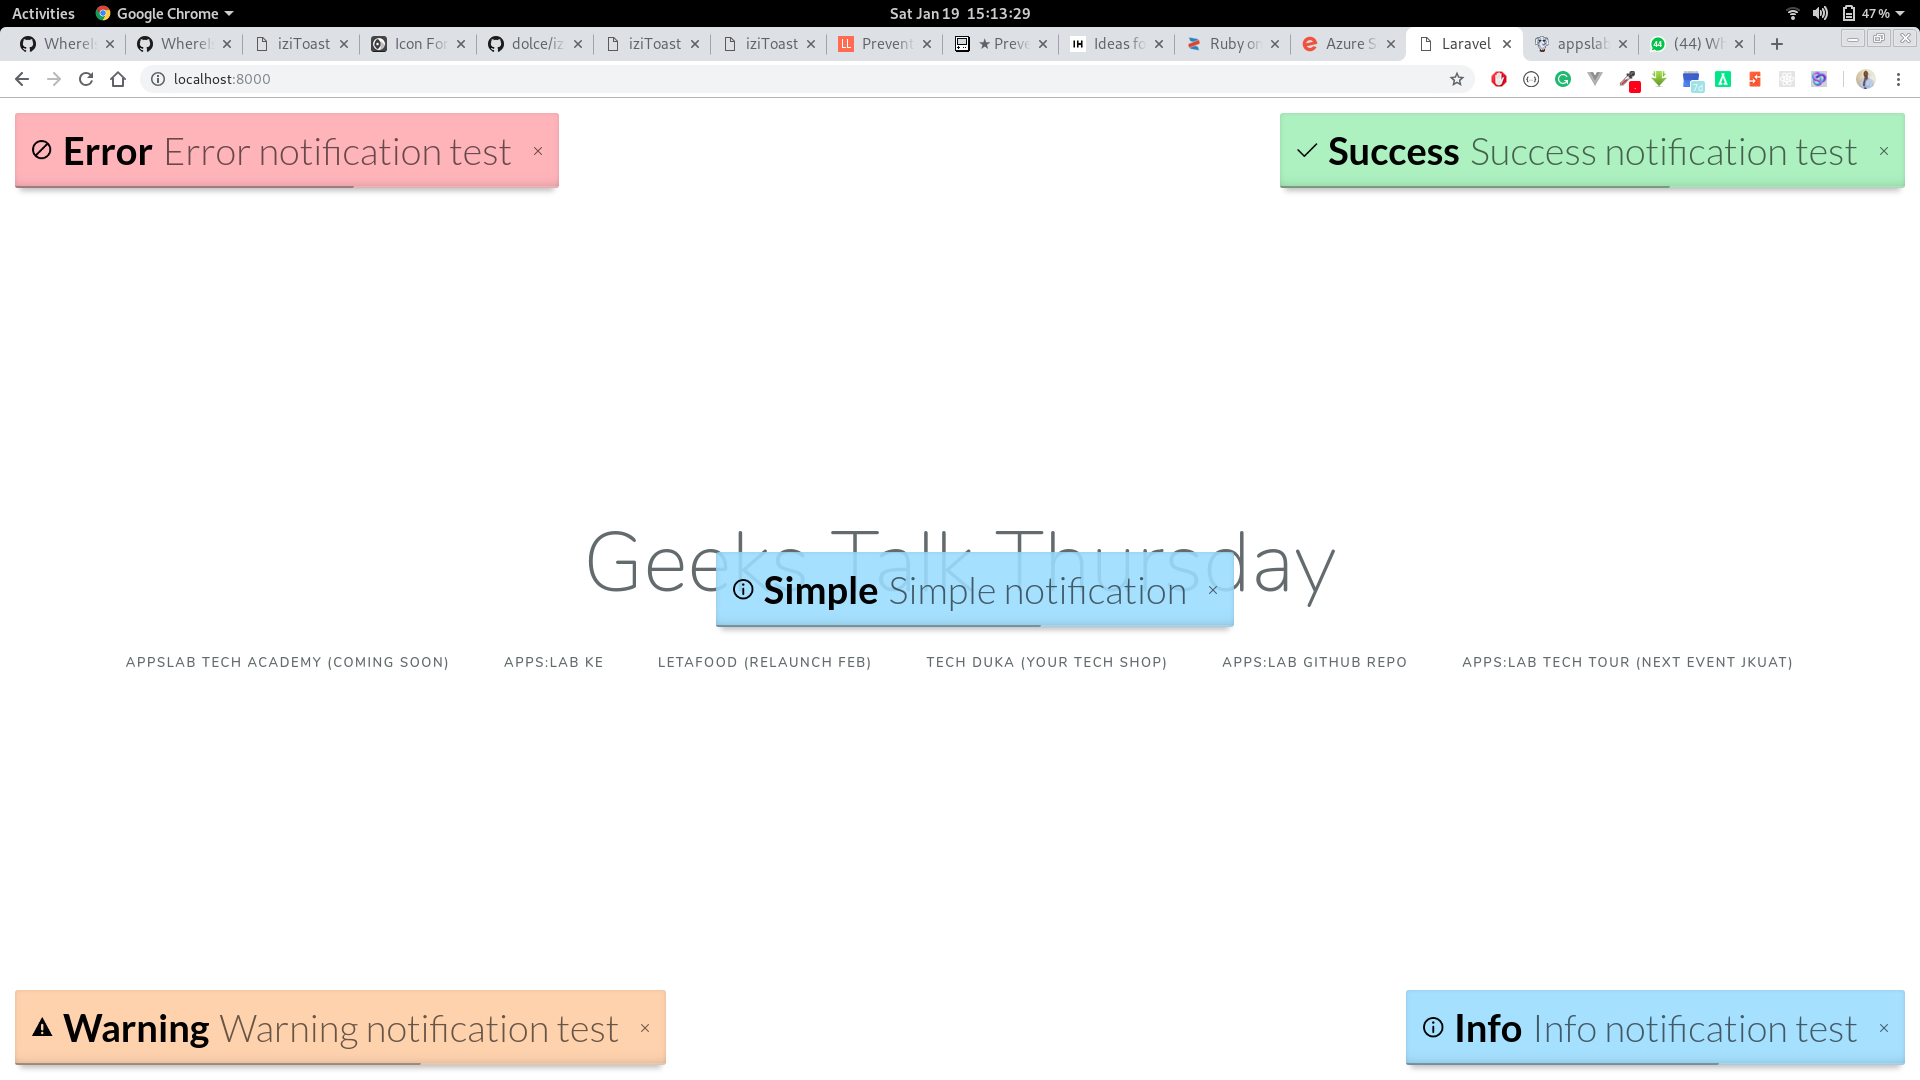 Activities Google Chrome Sat Jan 19 15:13:29 47%
WhereI WhereI iziToast Icon For dolce/iz iziToast iziToast Prevent ★ Preve Ideas fo Ruby on Azure S Laravel appslab (44) Wh
localhost:8000
Error Error notification test ×
Success Success notification test ×
Geeks Talk Thursday
Simple Simple notification ×
APPSLAB TECH ACADEMY (COMING SOON) APPS:LAB KE LETAFOOD (RELAUNCH FEB) TECH DUKA (YOUR TECH SHOP) APPS:LAB GITHUB REPO APPS:LAB TECH TOUR (NEXT EVENT JKUAT)
Warning Warning notification test ×
Info Info notification test ×